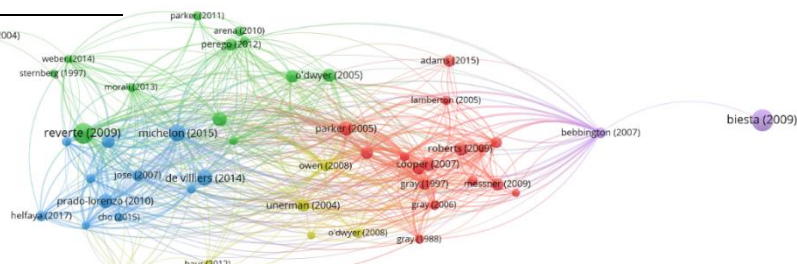 parker (2011)
arena (2010)
2004)
perego (2012)
weber (2014)
adams (2015)
sternberg (1997)
o'dwyer (2005)
morali (2013)
lamberton (2005)
biesta (2009)
reverte (2009)
michelon (2015)
parker (2005)
bebbington (2007)
roberts (2009)
owen (2008)
cooper (2007)
jose (2007)
de villiers (2014)
gray (1997)
messner (2009)
prado-lorenzo (2010)
unerman (2004)
gray (2006)
helfaya (2017)
cho (2015)
o'dwyer (2008)
gray (1988)